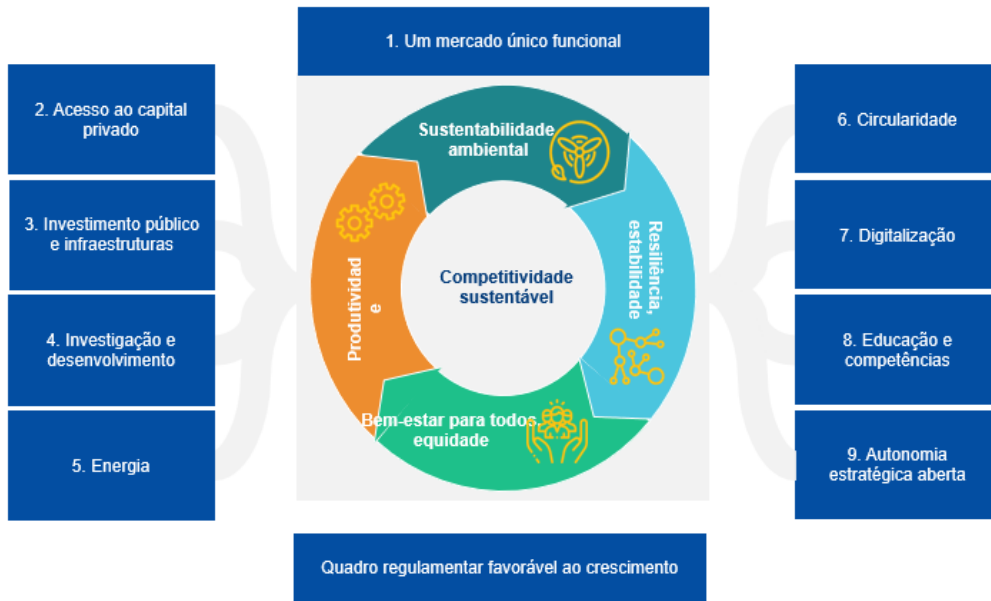 1. Um mercado único funcional
2. Acesso ao capital
privado
3. Investimento público
e infraestruturas
4. Investigação e
desenvolvimento
5. Energia
Sustentabilidade
ambiental
Resiliência,
estabilidade
Bem-estar para todos,
equidade
Produtividad
e
Competitividade
sustentável
6. Circularidade
7. Digitalização
8. Educação e
competências
9. Autonomia
estratégica aberta
Quadro regulamentar favorável ao crescimento